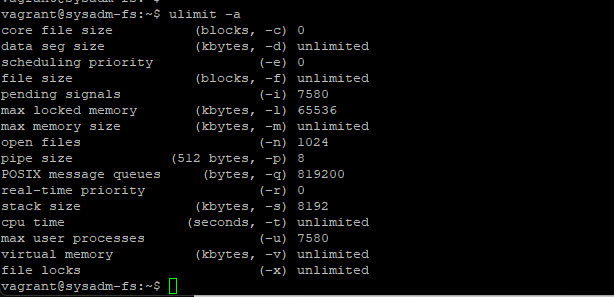 vagrant@sysadm-fs:~$
vagrant@sysadm-fs:~$ ulimit -a
core file size          (blocks, -c) 0
data seg size           (kbytes, -d) unlimited
scheduling priority             (-e) 0
file size               (blocks, -f) unlimited
pending signals                 (-i) 7580
max locked memory       (kbytes, -l) 65536
max memory size         (kbytes, -m) unlimited
open files                      (-n) 1024
pipe size            (512 bytes, -p) 8
POSIX message queues     (bytes, -q) 819200
real-time priority              (-r) 0
stack size              (kbytes, -s) 8192
cpu time               (seconds, -t) unlimited
max user processes              (-u) 7580
virtual memory          (kbytes, -v) unlimited
file locks                      (-x) unlimited
vagrant@sysadm-fs:~$